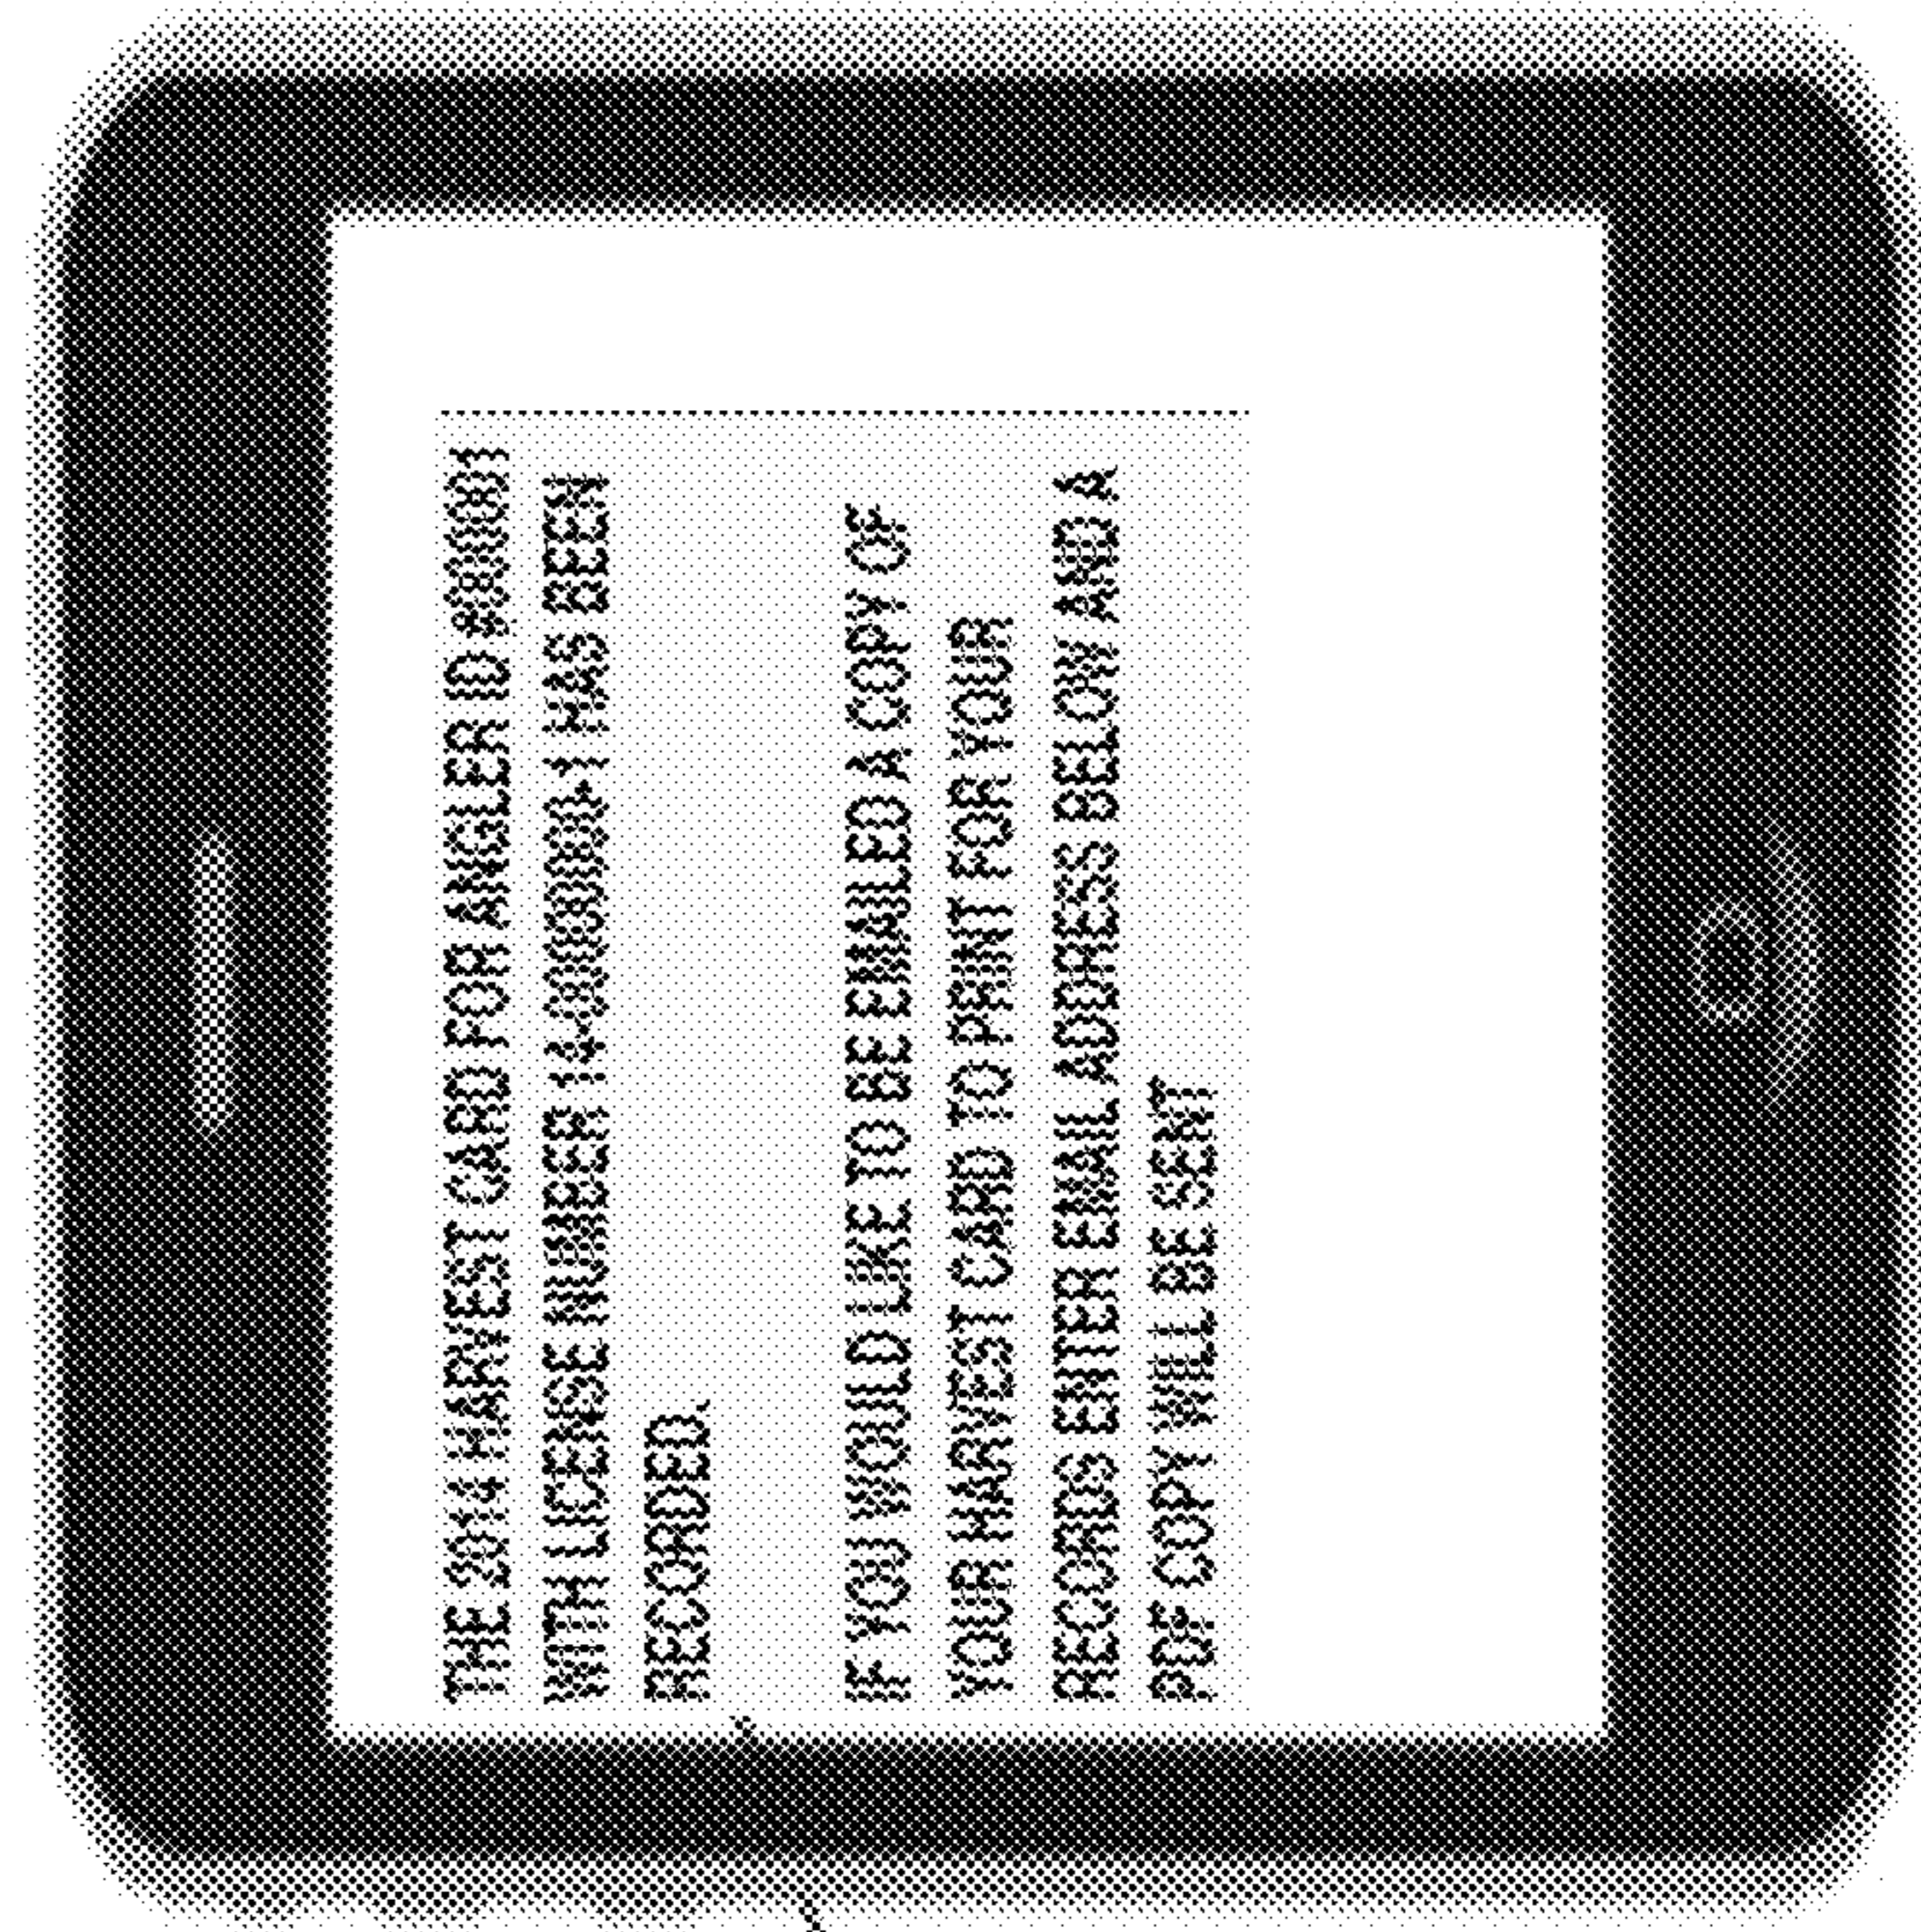 THE 2014 HARVEST CARD FOR ANGLER ID
WITH LICENSE NUMBER HAS BEEN
RECORDED.
IF YOU WOULD LIKE TO BE EMAILED A COPY OF
YOUR HARVEST CARD TO PRINT FOR YOUR
RECORDS ENTER EMAIL ADDRESS BELOW AND A
PDF COPY WILL BE SENT